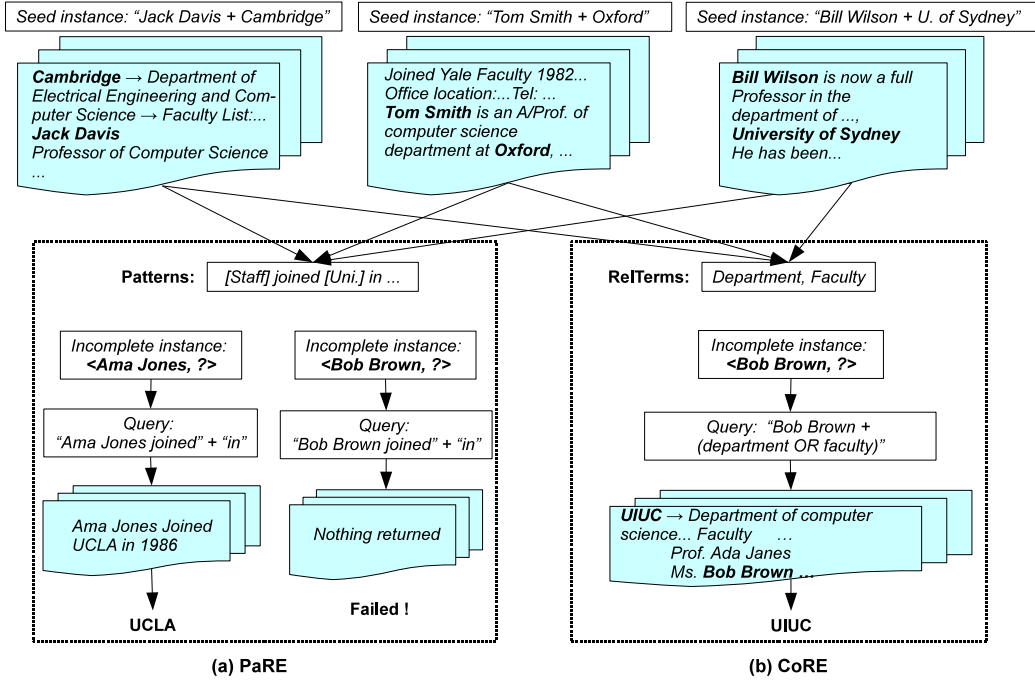 Seed instance: “Jack Davis + Cambridge”
Cambridge → Department of
Electrical Engineering and Com-
puter Science → Faculty List:...
Jack Davis
Professor of Computer Science
...
Seed instance: “Tom Smith + Oxford”
Joined Yale Faculty 1982...
Office location:...Tel: ...
Tom Smith is an A/Prof. of
computer science
department at Oxford, ...
Seed instance: “Bill Wilson + U. of Sydney”
Bill Wilson is now a full
Professor in the
department of ...,
University of Sydney
He has been...
Patterns: [Staff] joined [Uni.] in ...
Incomplete instance:
<Ama Jones, ?>
Query:
“Ama Jones joined” + “in”
Ama Jones Joined
UCLA in 1986
UCLA
Incomplete instance:
<Bob Brown, ?>
Query:
“Bob Brown joined” + “in”
Nothing returned
Failed !
(a) PaRE
RelTerms: Department, Faculty
Incomplete instance:
<Bob Brown, ?>
Query: “Bob Brown +
(department OR faculty)”
UIUC → Department of computer
science... Faculty ...
Prof. Ada Janes
Ms. Bob Brown ...
UIUC
(b) CoRE